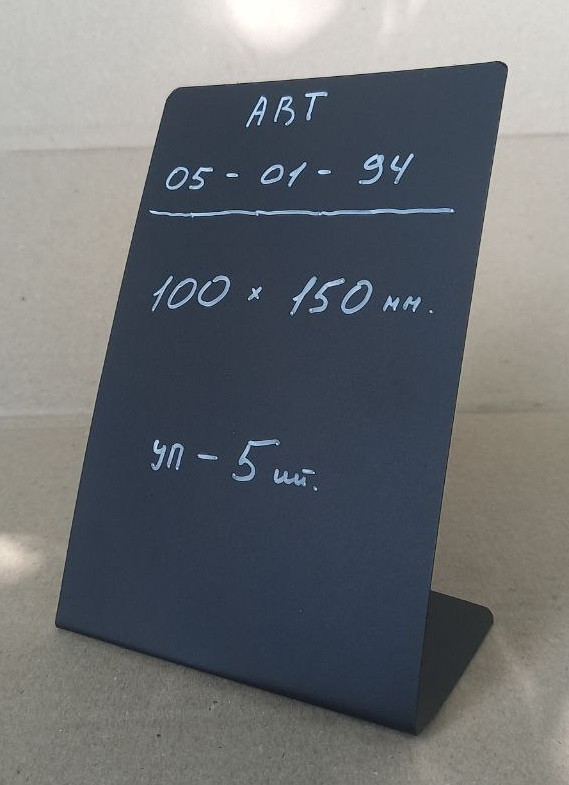 АВТ
05 - 01 - 94
100 х 150 мм.
уп - 5 шт.